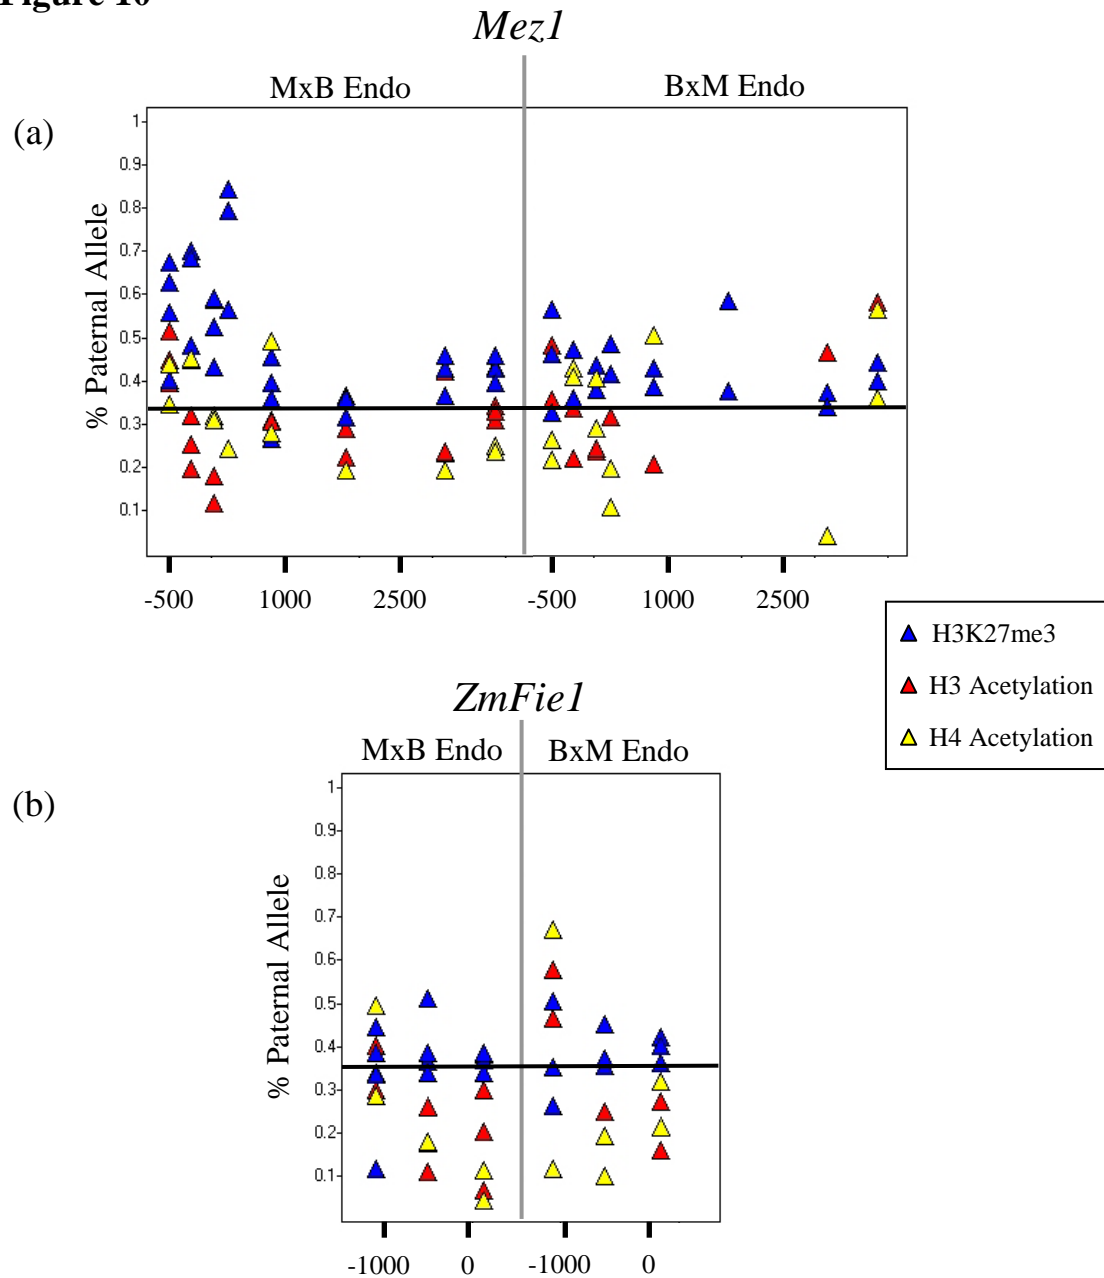 Figure 10
Mez1
MxB Endo
BxM Endo
(a)
% Paternal Allele
1
0.9
0.8
0.7
0.6
0.5
0.4
0.3
0.2
0.1
-500
1000
2500
-500
1000
2500
H3K27me3
H3 Acetylation
H4 Acetylation
ZmFie1
MxB Endo
BxM Endo
(b)
% Paternal Allele
1
0.9
0.8
0.7
0.6
0.5
0.4
0.3
0.2
0.1
-1000
0
-1000
0